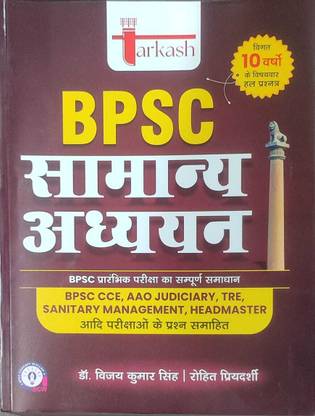 Tarkash
विगत
10 वर्षों
के विषयवार
हल प्रश्नपत्र
BPSC
सामान्य
अध्ययन
BPSC प्रारंभिक परीक्षा का सम्पूर्ण समाधान
BPSC CCE, AAO JUDICIARY, TRE,
SANITARY MANAGEMENT, HEADMASTER
आदि परीक्षाओं के प्रश्न समाहित
डॉ. विजय कुमार सिंह | रोहित प्रियदर्शी